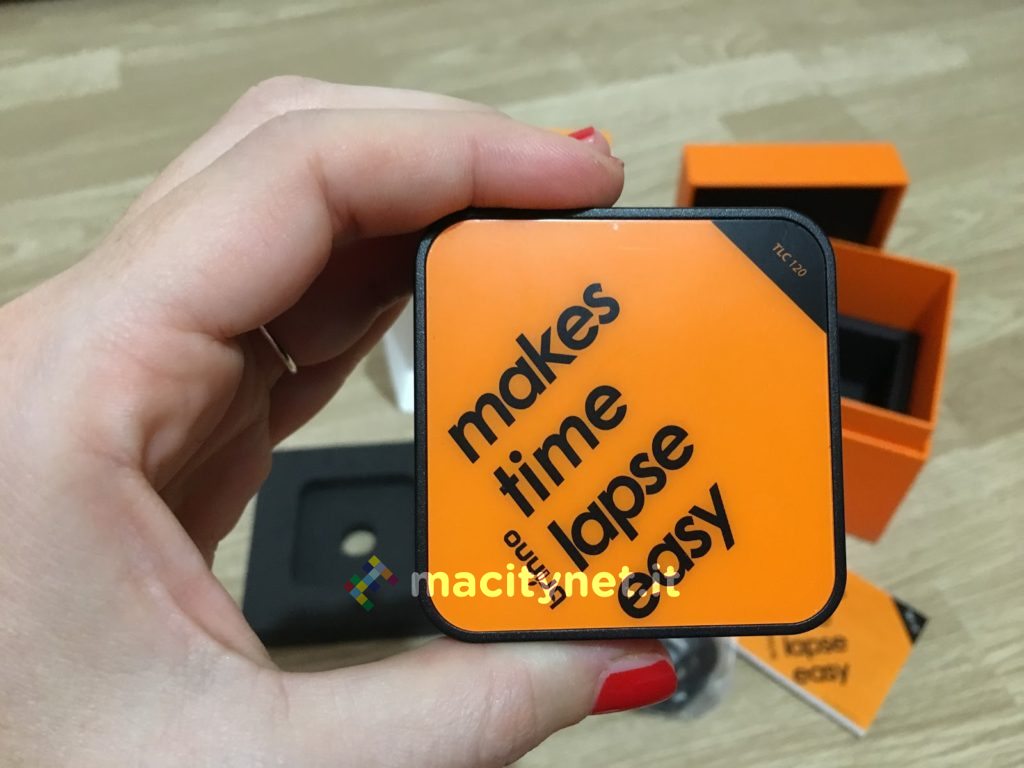 TLC 120
makes
time
lapse
easy
brinno
macitynet.it
lapse
easy